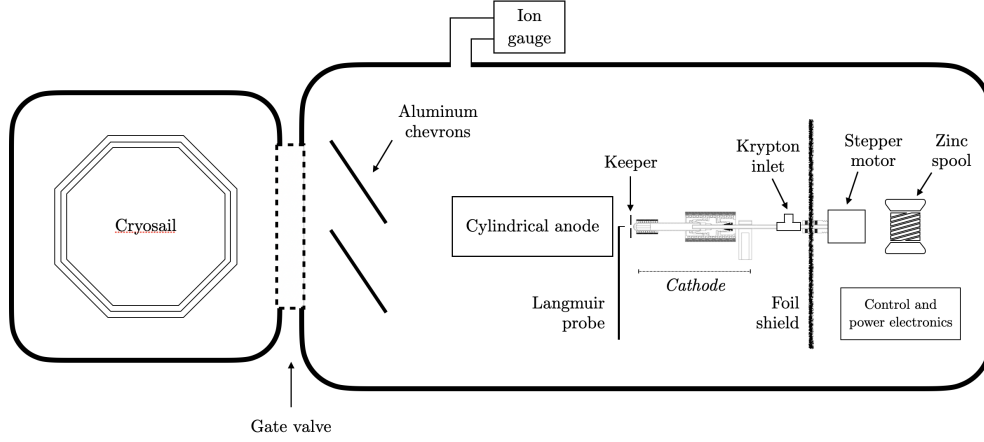 Ion
gauge
Aluminum
chevrons
Krypton
inlet
Stepper
motor
Zinc
spool
Keeper
Cryosail
Cylindrical anode
Cathode
Langmuir
probe
Foil
shield
Control and
power electronics
Gate valve